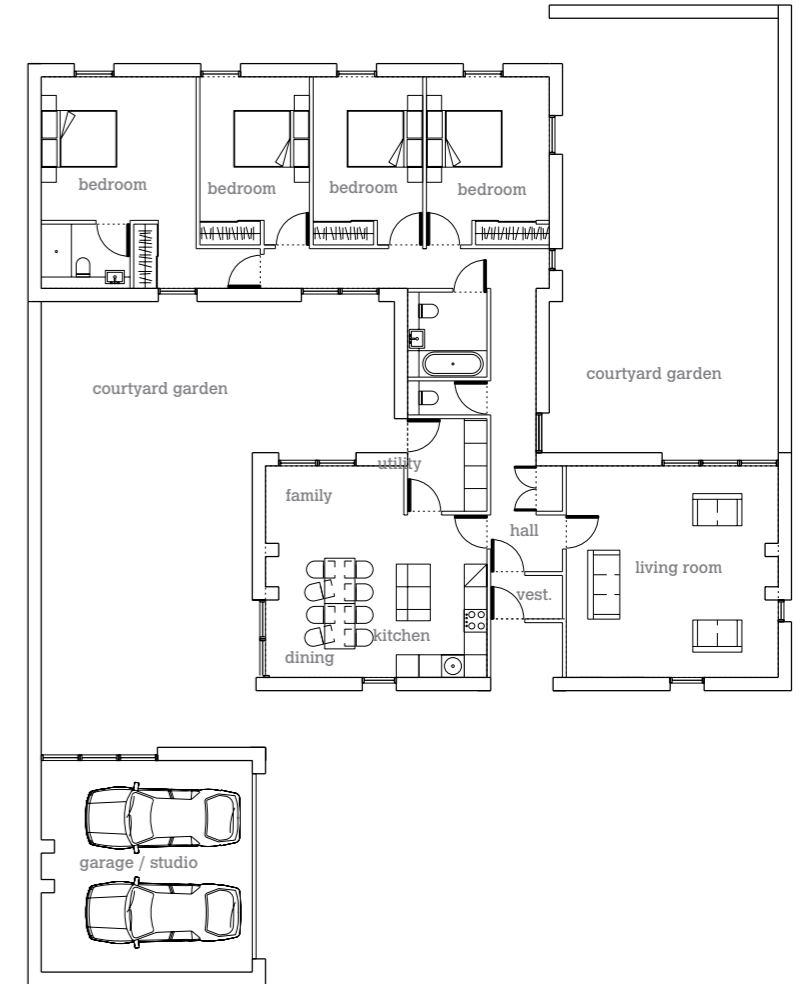 bedroom
bedroom
bedroom
bedroom
courtyard garden
courtyard garden
utility
family
hall
living room
vest.
kitchen
dining
garage / studio